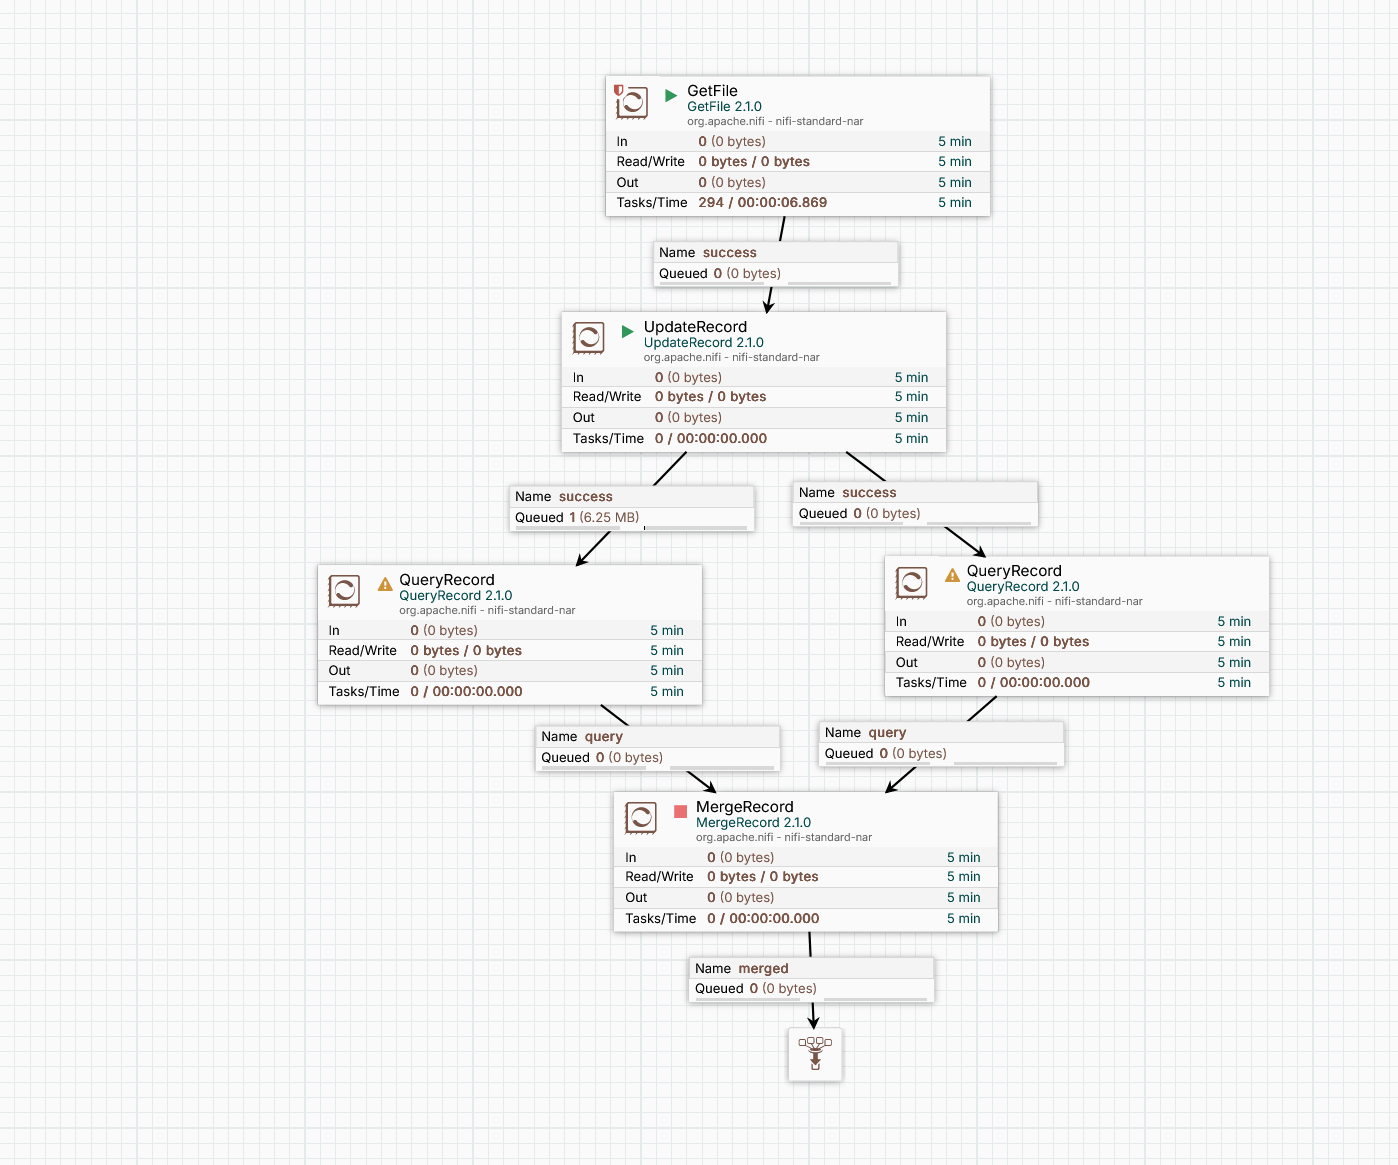 GetFile
GetFile 2.1.0
org.apache.nifi - nifi-standard-nar
In 0 (0 bytes) 5 min
Read/Write 0 bytes / 0 bytes 5 min
Out 0 (0 bytes) 5 min
Tasks/Time 294 / 00:00:06.869 5 min
Name success
Queued 0 (0 bytes)
UpdateRecord
UpdateRecord 2.1.0
org.apache.nifi - nifi-standard-nar
In 0 (0 bytes) 5 min
Read/Write 0 bytes / 0 bytes 5 min
Out 0 (0 bytes) 5 min
Tasks/Time 0 / 00:00:00.000 5 min
Name success
Queued 1 (6.25 MB)
Name success
Queued 0 (0 bytes)
QueryRecord
QueryRecord 2.1.0
org.apache.nifi - nifi-standard-nar
In 0 (0 bytes) 5 min
Read/Write 0 bytes / 0 bytes 5 min
Out 0 (0 bytes) 5 min
Tasks/Time 0 / 00:00:00.000 5 min
QueryRecord
QueryRecord 2.1.0
org.apache.nifi - nifi-standard-nar
In 0 (0 bytes) 5 min
Read/Write 0 bytes / 0 bytes 5 min
Out 0 (0 bytes) 5 min
Tasks/Time 0 / 00:00:00.000 5 min
Name query
Queued 0 (0 bytes)
Name query
Queued 0 (0 bytes)
MergeRecord
MergeRecord 2.1.0
org.apache.nifi - nifi-standard-nar
In 0 (0 bytes) 5 min
Read/Write 0 bytes / 0 bytes 5 min
Out 0 (0 bytes) 5 min
Tasks/Time 0 / 00:00:00.000 5 min
Name merged
Queued 0 (0 bytes)